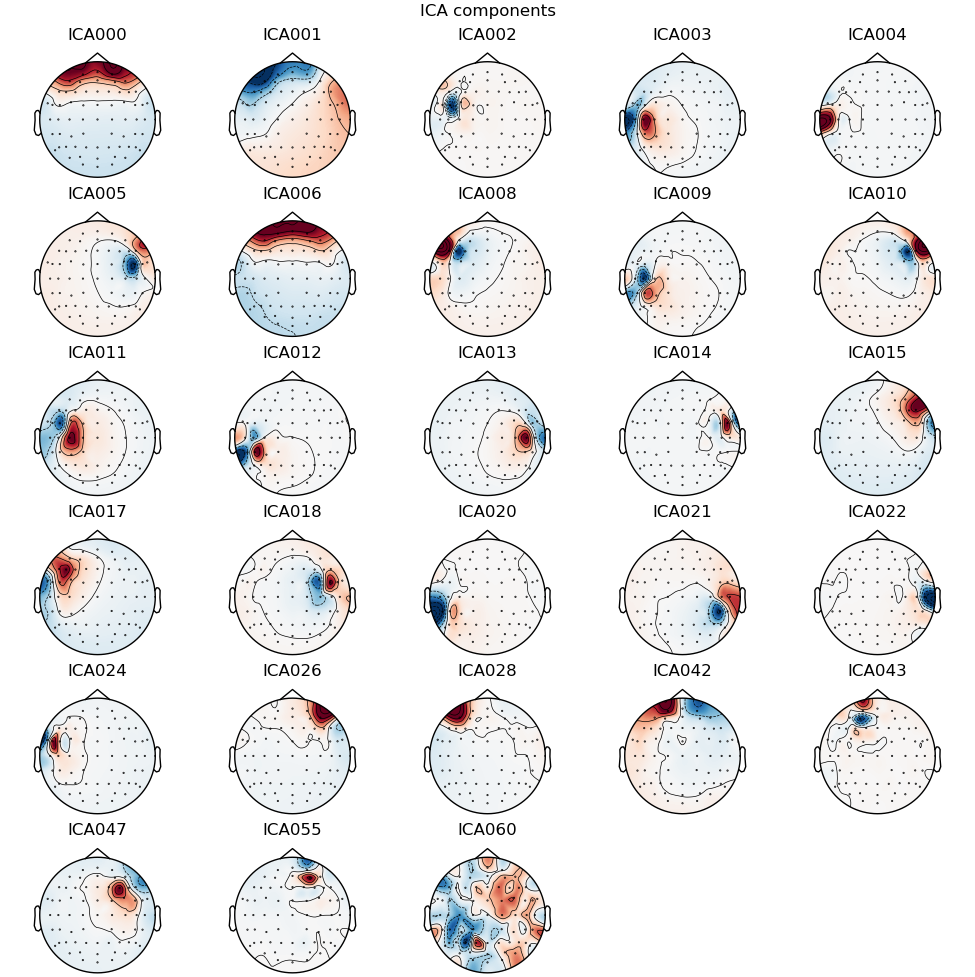 ICA components
ICA000 ICA001 ICA002 ICA003 ICA004
ICA005 ICA006 ICA008 ICA009 ICA010
ICA011 ICA012 ICA013 ICA014 ICA015
ICA017 ICA018 ICA020 ICA021 ICA022
ICA024 ICA026 ICA028 ICA042 ICA043
ICA047 ICA055 ICA060